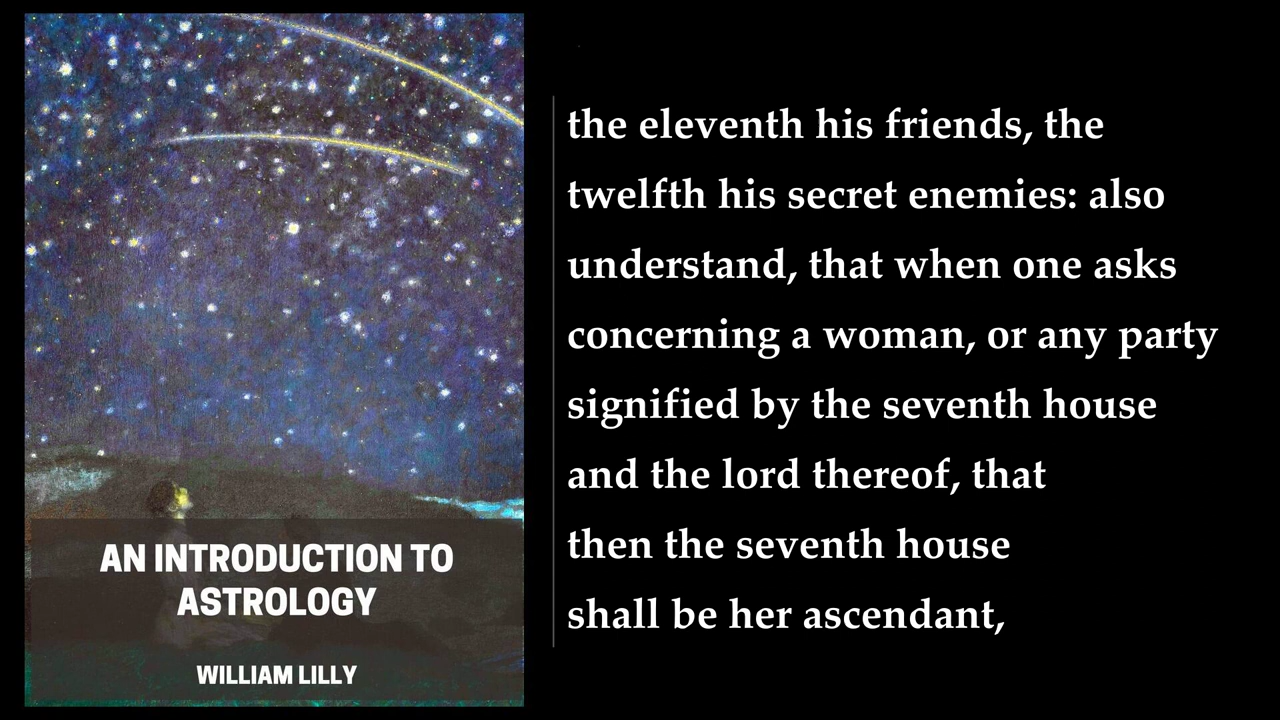 AN INTRODUCTION TO
ASTROLOGY
WILLIAM LILLY
the eleventh his friends, the
twelfth his secret enemies: also
understand, that when one asks
concerning a woman, or any party
signified by the seventh house
and the lord thereof, that
then the seventh house
shall be her ascendant,